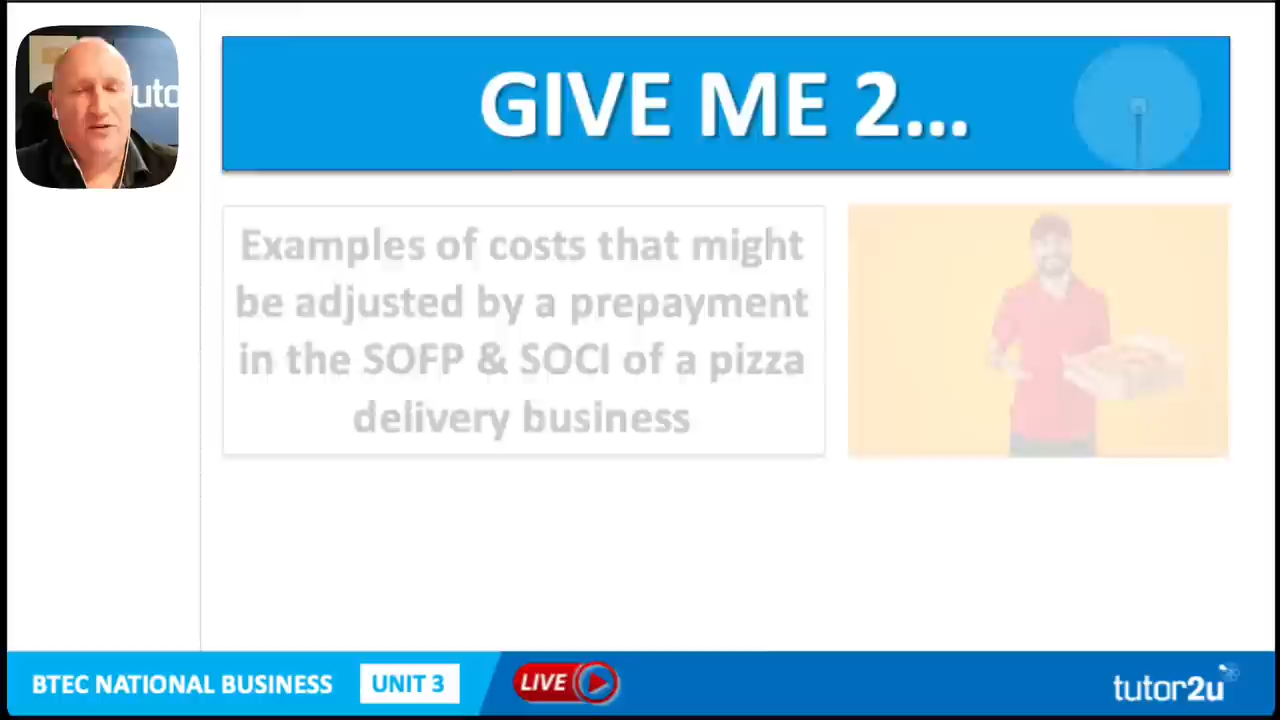 uto
GIVE ME 2...
Examples of costs that might
be adjusted by a prepayment
in the SOFP & SOCI of a pizza
delivery business
BTEC NATIONAL BUSINESS
UNIT 3
LIVE
tutor2u